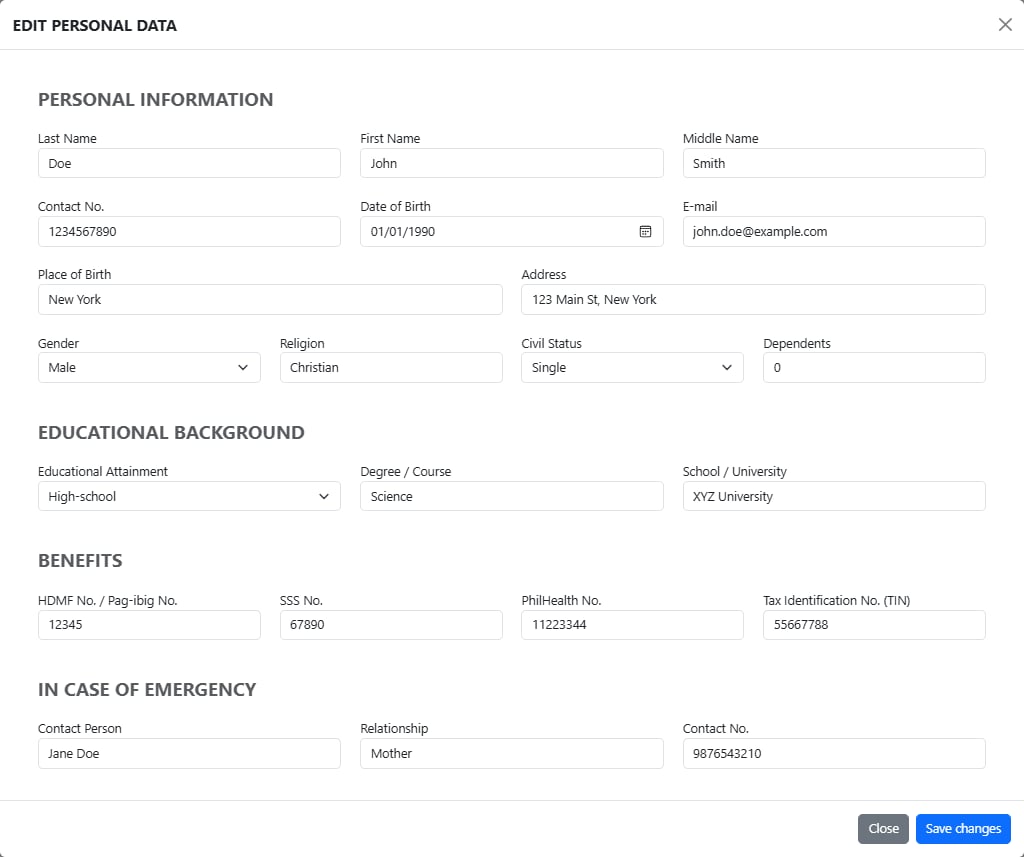 EDIT PERSONAL DATA
PERSONAL INFORMATION
Last Name First Name Middle Name
Doe John Smith
Contact No. Date of Birth E-mail
1234567890 01/01/1990 john.doe@example.com
Place of Birth Address
New York 123 Main St, New York
Gender Religion Civil Status Dependents
Male Christian Single 0
EDUCATIONAL BACKGROUND
Educational Attainment Degree / Course School / University
High-school Science XYZ University
BENEFITS
HDMF No. / Pag-ibig No. SSS No. PhilHealth No. Tax Identification No. (TIN)
12345 67890 11223344 55667788
IN CASE OF EMERGENCY
Contact Person Relationship Contact No.
Jane Doe Mother 9876543210
Close Save changes